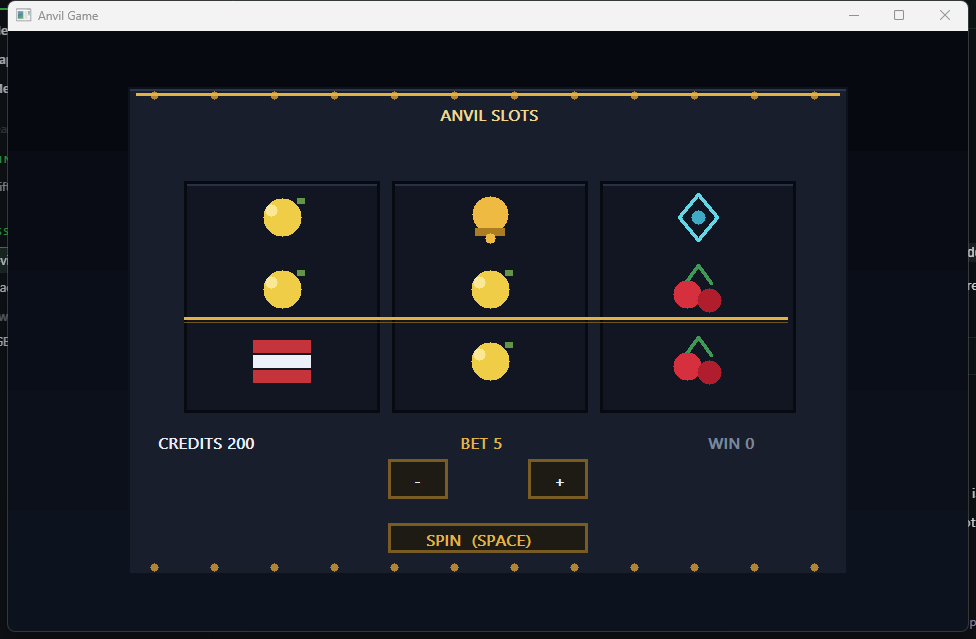 Anvil Game
ANVIL SLOTS
CREDITS 200 BET 5 WIN 0
- +
SPIN (SPACE)